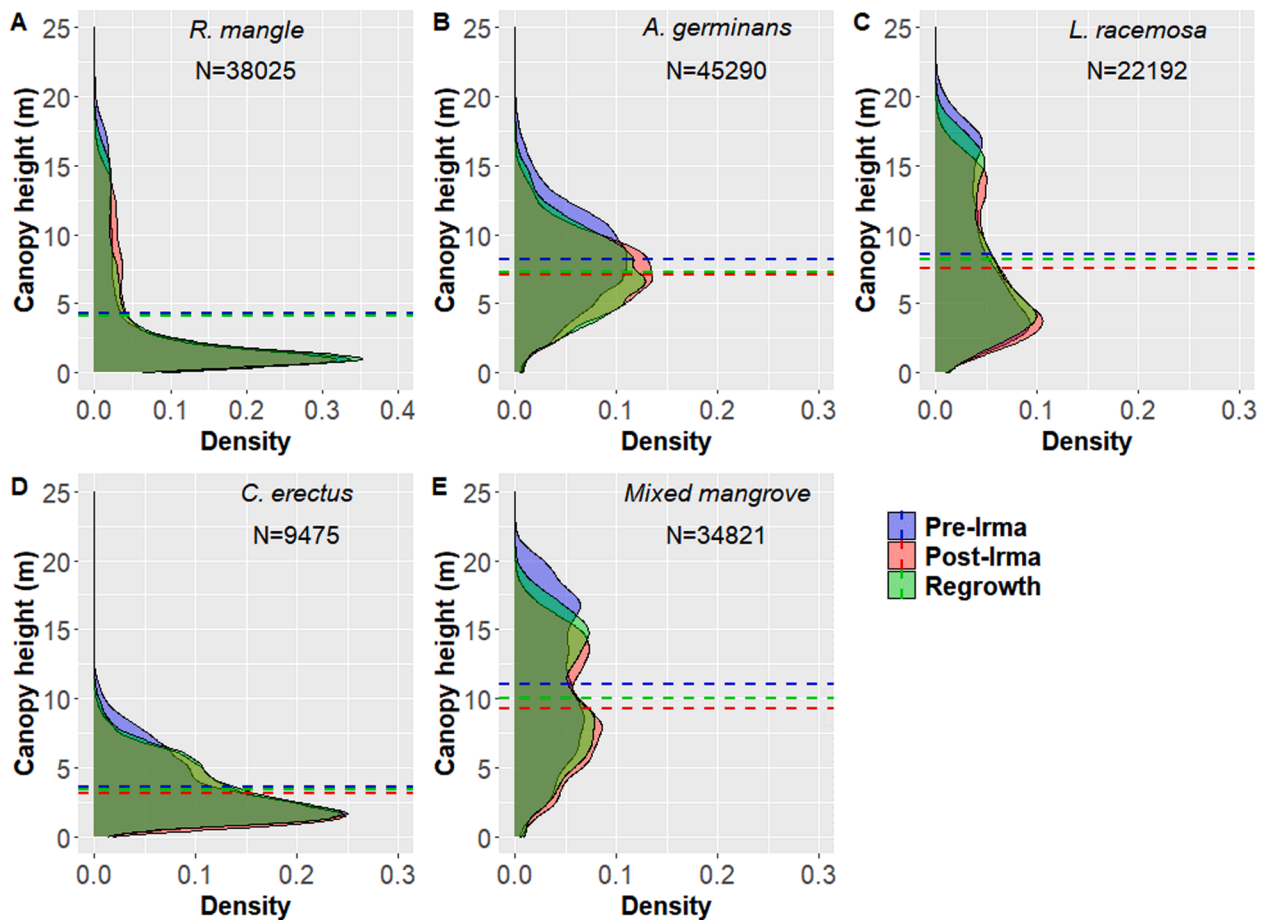 A
R. mangle
N=38025
Canopy height (m)
25
20
15
10
5
0
0.0 0.1 0.2 0.3 0.4
Density
B
A. germinans
N=45290
Canopy height (m)
25
20
15
10
5
0
0.0 0.1 0.2 0.3
Density
C
L. racemosa
N=22192
Canopy height (m)
25
20
15
10
5
0
0.0 0.1 0.2 0.3
Density
D
C. erectus
N=9475
Canopy height (m)
25
20
15
10
5
0
0.0 0.1 0.2 0.3
Density
E
Mixed mangrove
N=34821
Canopy height (m)
25
20
15
10
5
0
0.0 0.1 0.2 0.3
Density
Pre-Irma
Post-Irma
Regrowth